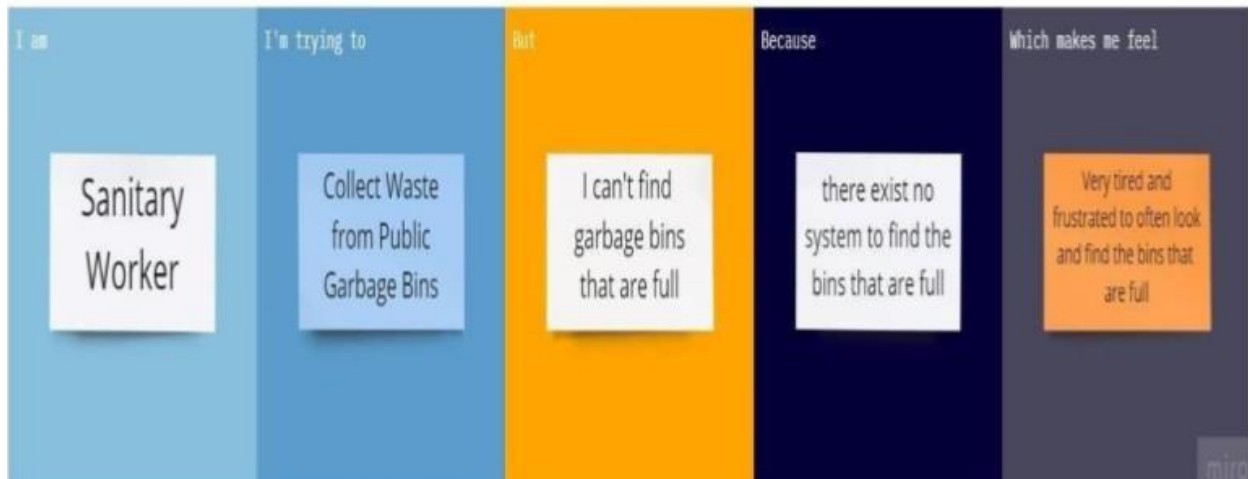 I am
Sanitary
Worker
I'm trying to
Collect Waste
from Public
Garbage Bins
But
I can't find
garbage bins
that are full
Because
there exist no
system to find the
bins that are full
Which makes me feel
Very tired and
frustrated to often look
and find the bins that
are full
miro